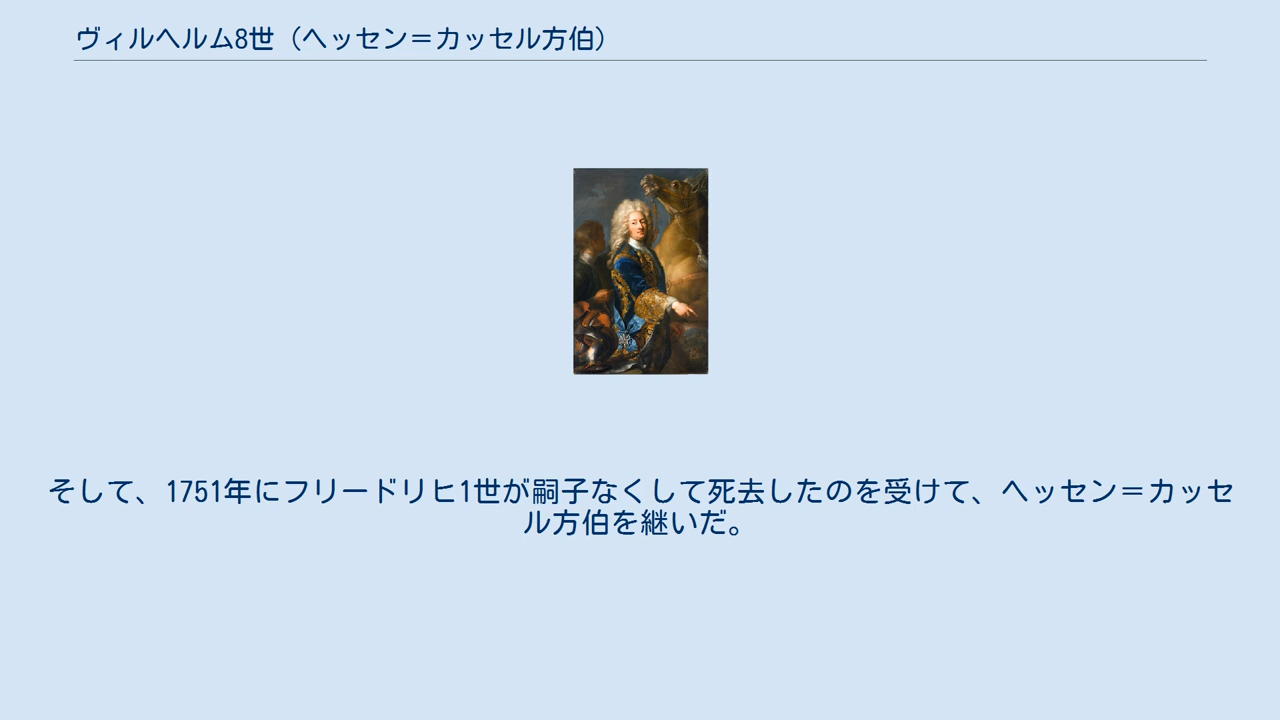 ヴィルヘルム8世（ヘッセン＝カッセル方伯）
そして、1751年にフリードリヒ1世が嗣子なくして死去したのを受けて、ヘッセン＝カッセ
ル方伯を継いだ。